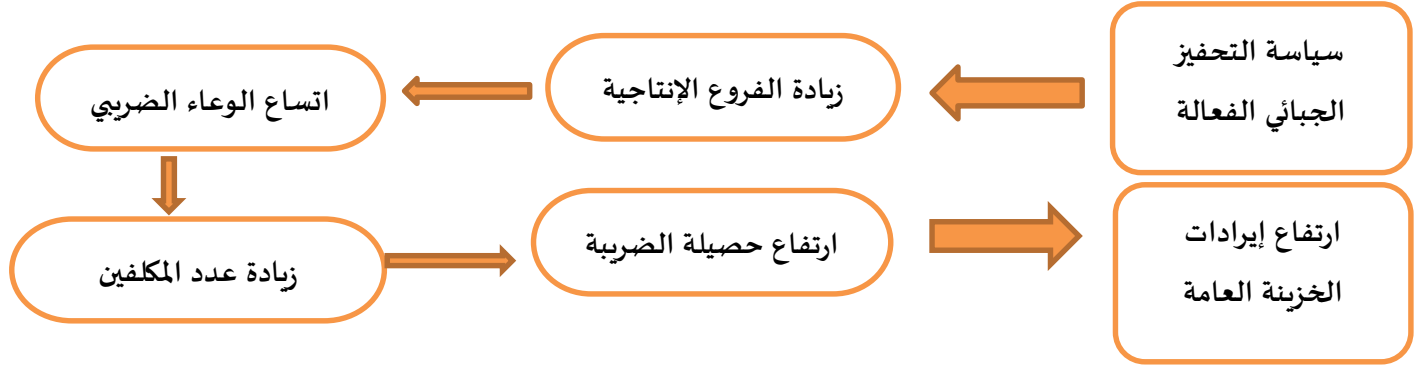 سياسة التحفيز
الجبائي الفعالة
زيادة الفروع الإنتاجية
اتساع الوعاء الضريبي
زيادة عدد المكلفين
ارتفاع حصيلة الضريبة
ارتفاع إيرادات
الخزينة العامة